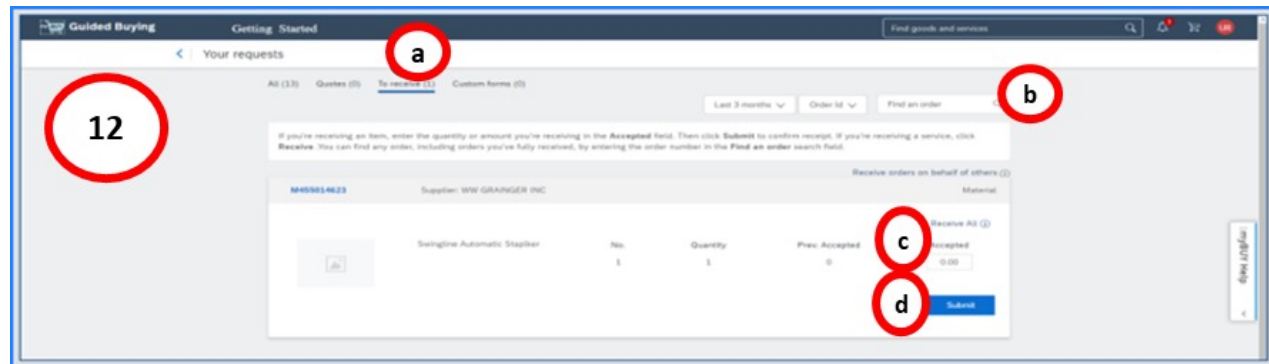 Guided Buying Getting Started Find goods and services UR
Your requests
a
All (13) Quotes (0) To receive (1) Custom forms (0)
b
Last 3 months Order Id Find an order
12
If you're receiving an item, enter the quantity or amount you're receiving in the Accepted field. Then click Submit to confirm receipt. If you're receiving a service, click
Receive. You can find any order, including orders you've fully received, by entering the order number in the Find an order search field.
Receive orders on behalf of others
M455014623 Supplier: WW GRAINGER INC Material
Receive All
Swingline Automatic Stapler No. Quantity Prev. Accepted c Accepted
1 1 0 0.00
d Submit
myBUY Help